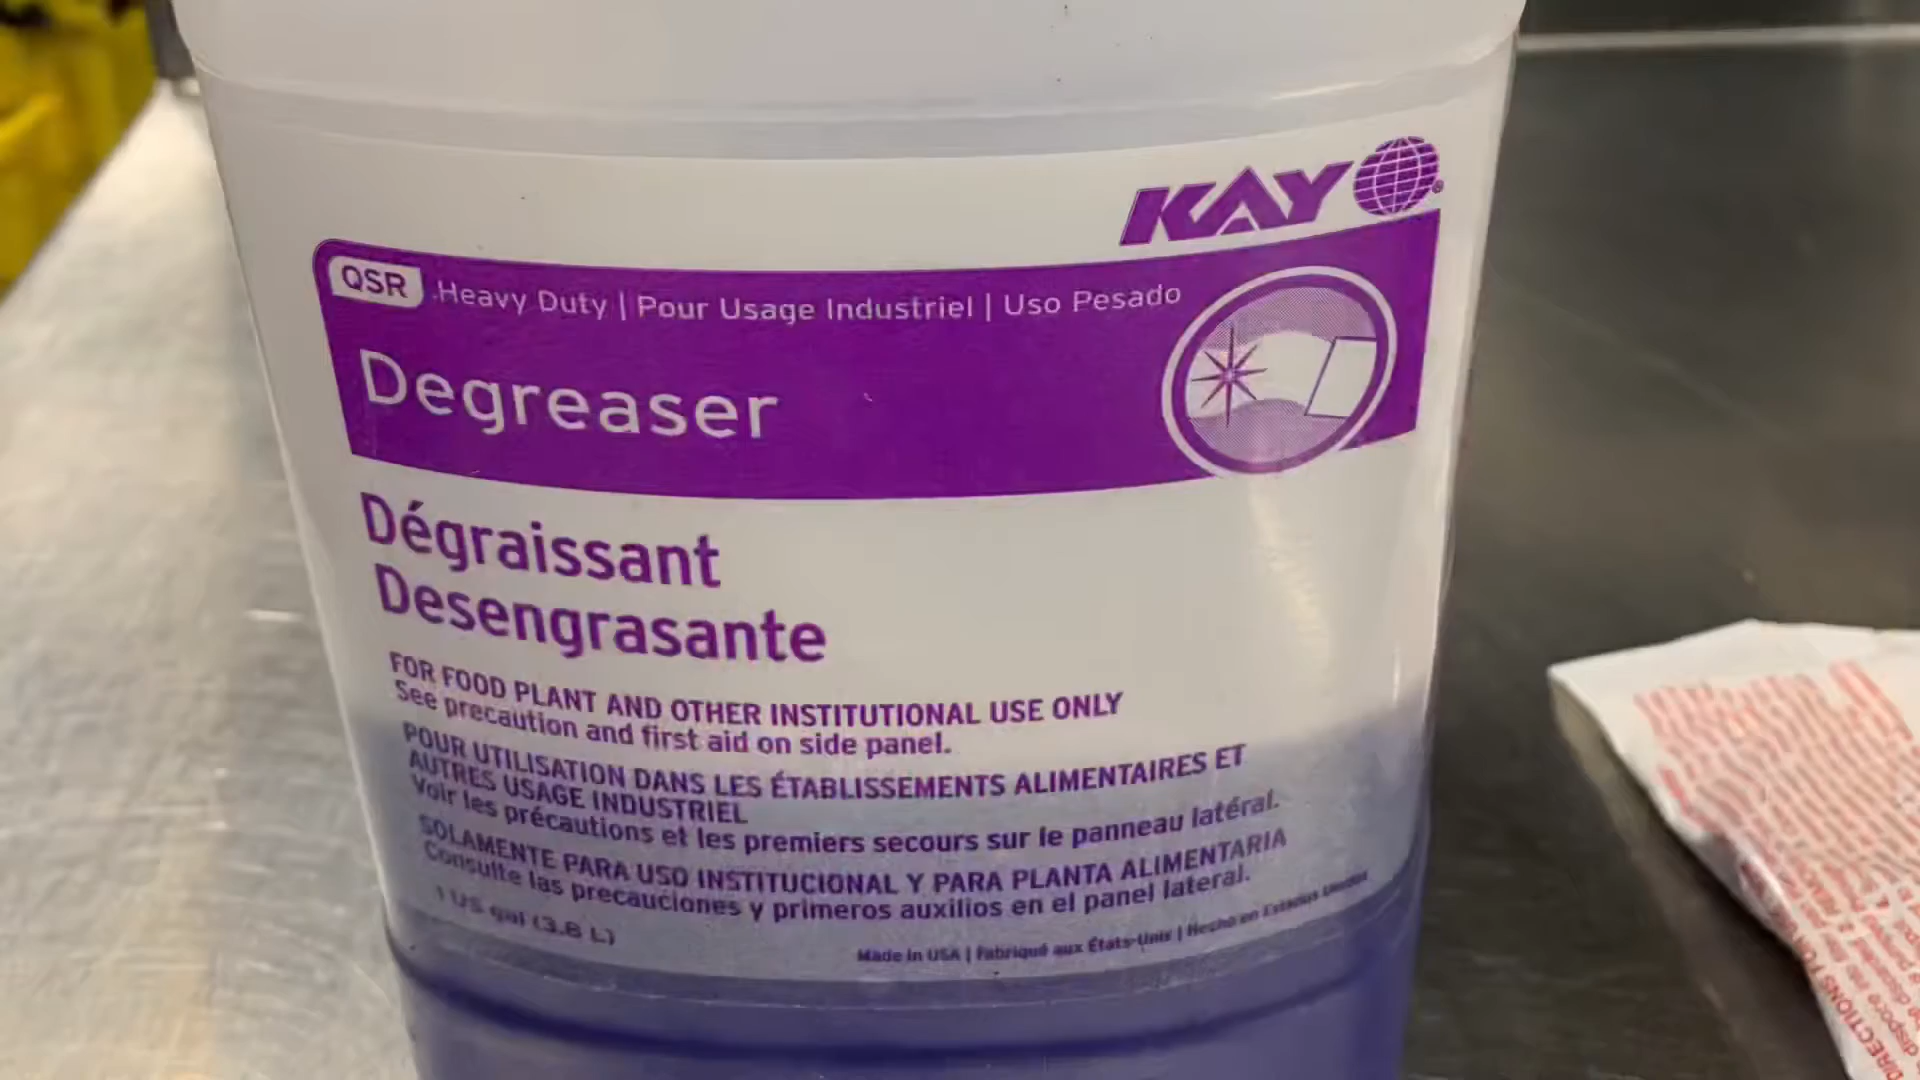 KAY
QSR Heavy Duty | Pour Usage Industriel | Uso Pesado
Degreaser
Dégraissant
Desengrasante
FOR FOOD PLANT AND OTHER INSTITUTIONAL USE ONLY
See precaution and first aid on side panel.
POUR UTILISATION DANS LES ÉTABLISSEMENTS ALIMENTAIRES ET
AUTRES USAGE INDUSTRIEL
Voir les précautions et les premiers secours sur le panneau latéral.
SOLAMENTE PARA USO INSTITUCIONAL Y PARA PLANTA ALIMENTARIA
Consulte las precauciones y primeros auxilios en el panel lateral.
1 US gal (3.8 L)
Made in USA | Fabriqué aux États-Unis | Hecho en Estados Unidos
DIRECTIONS FOR